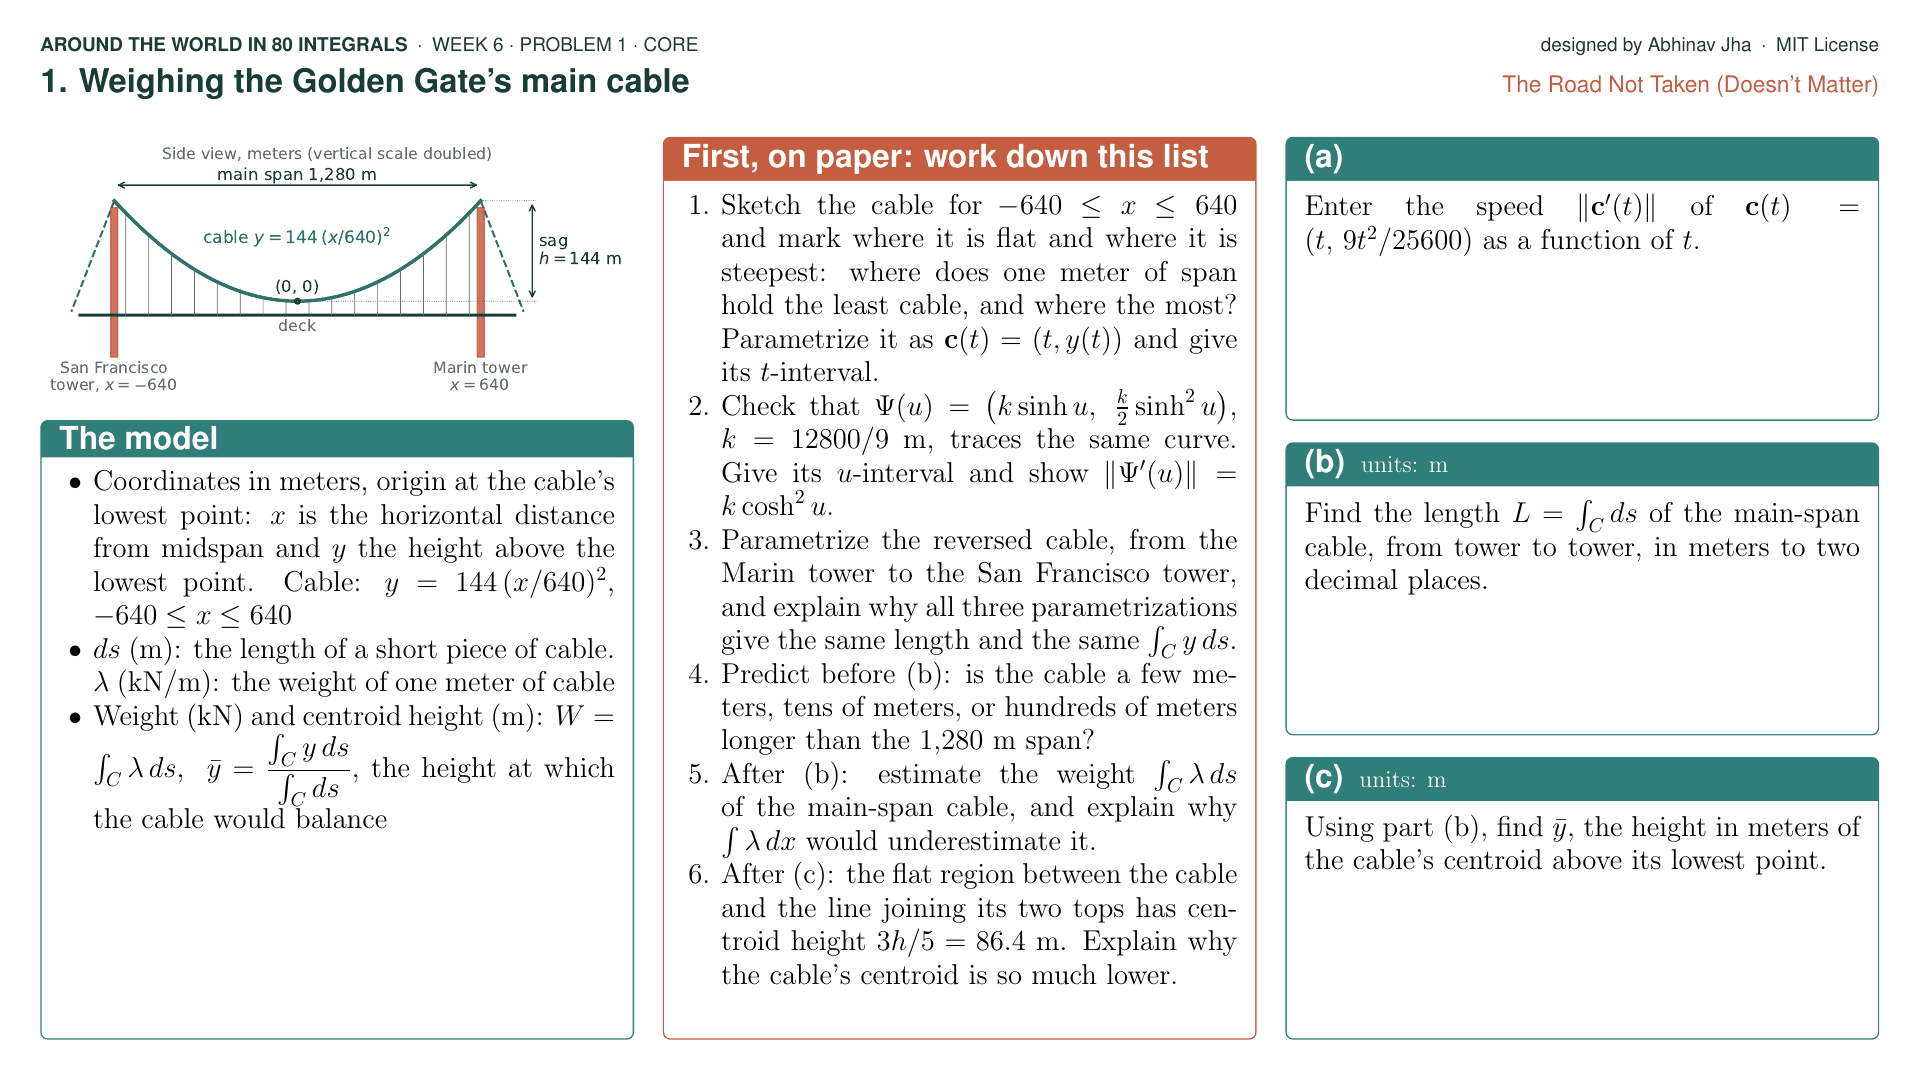 AROUND THE WORLD IN 80 INTEGRALS · WEEK 6 · PROBLEM 1 · CORE
designed by Abhinav Jha · MIT License
1. Weighing the Golden Gate’s main cable
The Road Not Taken (Doesn’t Matter)
Side view, meters (vertical scale doubled)
main span 1,280 m
cable y = 144 (x/640)²
sag
h = 144 m
(0, 0)
deck
San Francisco
tower, x = −640
Marin tower
x = 640
The model
• Coordinates in meters, origin at the cable’s
lowest point: x is the horizontal distance
from midspan and y the height above the
lowest point. Cable: y = 144 (x/640)²,
−640 ≤ x ≤ 640
• ds (m): the length of a short piece of cable.
λ (kN/m): the weight of one meter of cable
• Weight (kN) and centroid height (m): W =
∫_C λ ds, ȳ = ∫_C y ds / ∫_C ds, the height at which
the cable would balance
First, on paper: work down this list
1. Sketch the cable for −640 ≤ x ≤ 640
and mark where it is flat and where it is
steepest: where does one meter of span
hold the least cable, and where the most?
Parametrize it as c(t) = (t, y(t)) and give
its t-interval.
2. Check that Ψ(u) = (k sinh u, k/2 sinh² u),
k = 12800/9 m, traces the same curve.
Give its u-interval and show ‖Ψ′(u)‖ =
k cosh² u.
3. Parametrize the reversed cable, from the
Marin tower to the San Francisco tower,
and explain why all three parametrizations
give the same length and the same ∫_C y ds.
4. Predict before (b): is the cable a few me-
ters, tens of meters, or hundreds of meters
longer than the 1,280 m span?
5. After (b): estimate the weight ∫_C λ ds
of the main-span cable, and explain why
∫ λ dx would underestimate it.
6. After (c): the flat region between the cable
and the line joining its two tops has cen-
troid height 3h/5 = 86.4 m. Explain why
the cable’s centroid is so much lower.
(a)
Enter the speed ‖c′(t)‖ of c(t) =
(t, 9t²/25600) as a function of t.
(b) units: m
Find the length L = ∫_C ds of the main-span
cable, from tower to tower, in meters to two
decimal places.
(c) units: m
Using part (b), find ȳ, the height in meters of
the cable’s centroid above its lowest point.